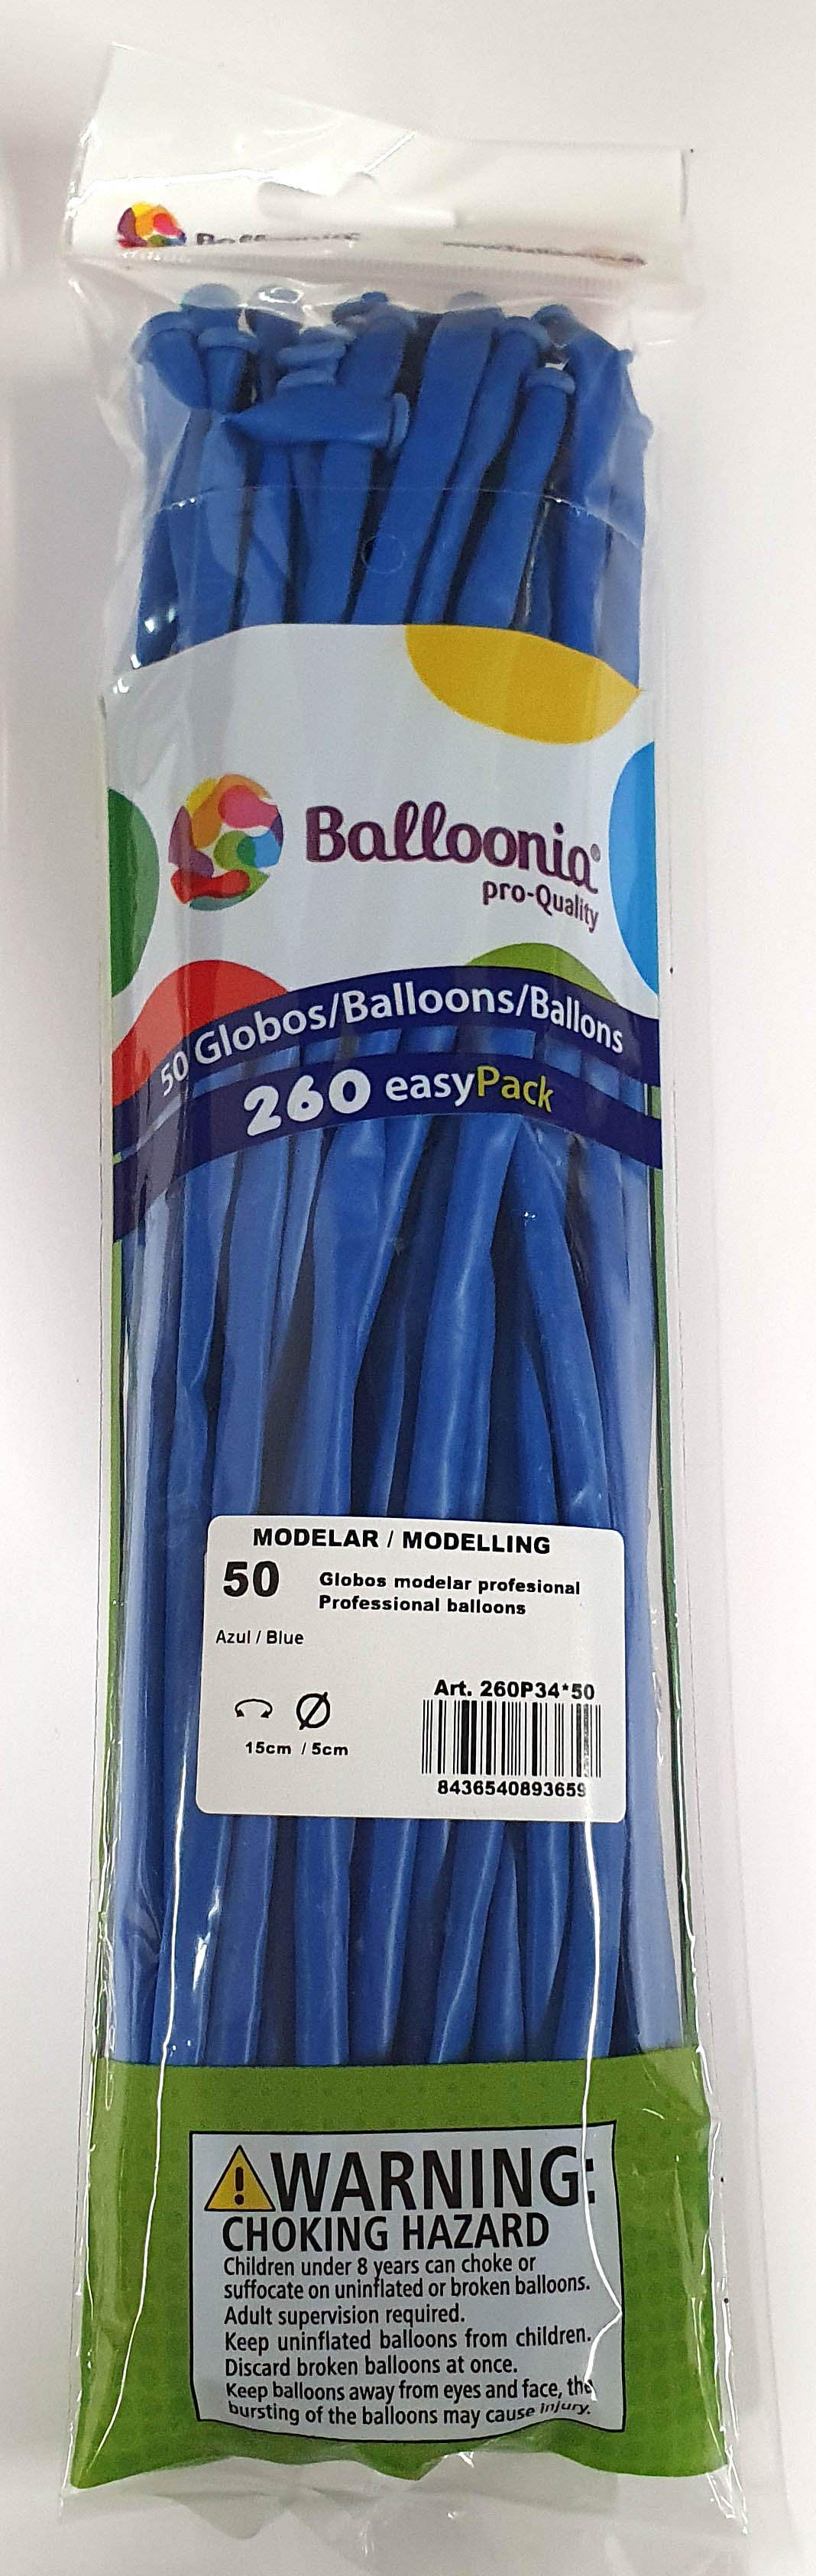 Balloonia
pro-Quality
50 Globos/Balloons/Ballons
260 easyPack
MODELAR / MODELLING
50 Globos modelar profesional
Professional balloons
Azul / Blue
Art. 260P34*50
15cm / 5cm
8436540893659
WARNING:
CHOKING HAZARD
Children under 8 years can choke or
suffocate on uninflated or broken balloons.
Adult supervision required.
Keep uninflated balloons from children.
Discard broken balloons at once.
Keep balloons away from eyes and face, the
bursting of the balloons may cause injury.